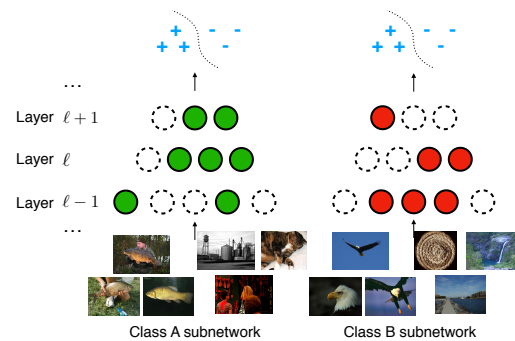 ...
Layer ℓ + 1
Layer ℓ
Layer ℓ − 1
...
Class A subnetwork
Class B subnetwork